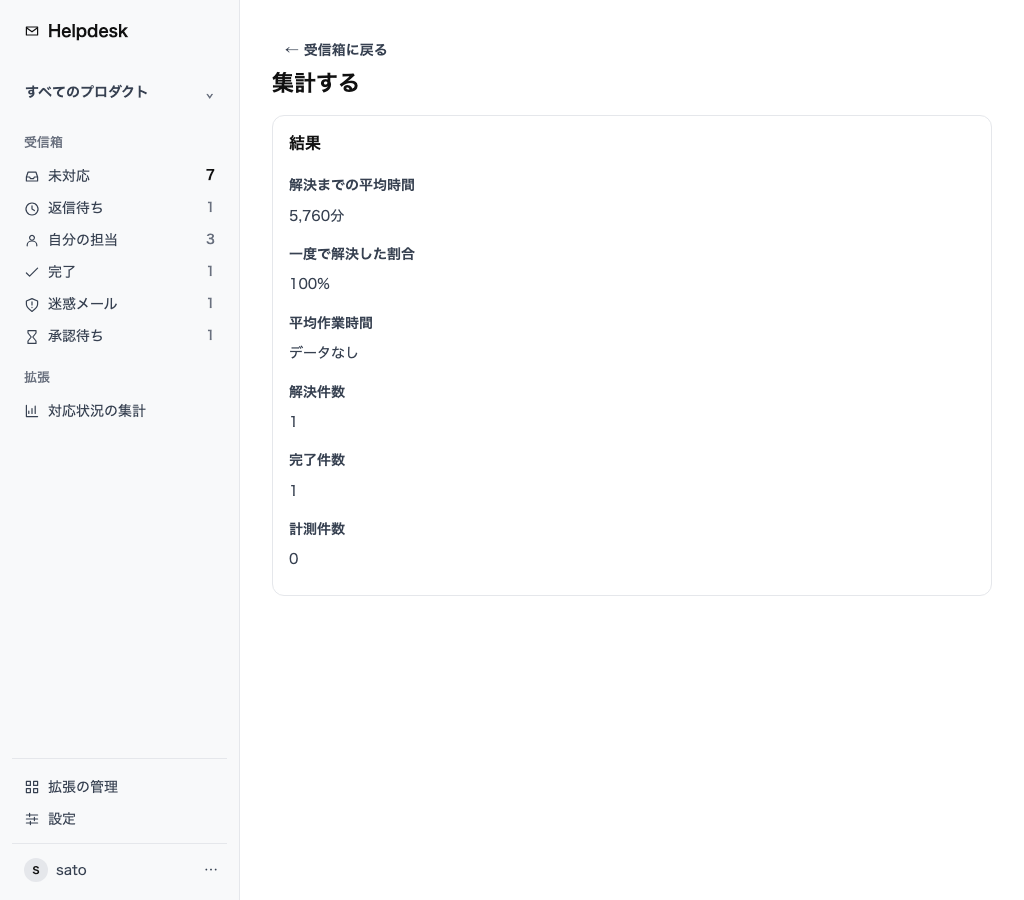 Helpdesk
すべてのプロダクト
受信箱
未対応 7
返信待ち 1
自分の担当 3
完了 1
迷惑メール 1
承認待ち 1
拡張
対応状況の集計
拡張の管理
設定
S sato ...
← 受信箱に戻る
集計する
結果
解決までの平均時間
5,760分
一度で解決した割合
100%
平均作業時間
データなし
解決件数
1
完了件数
1
計測件数
0